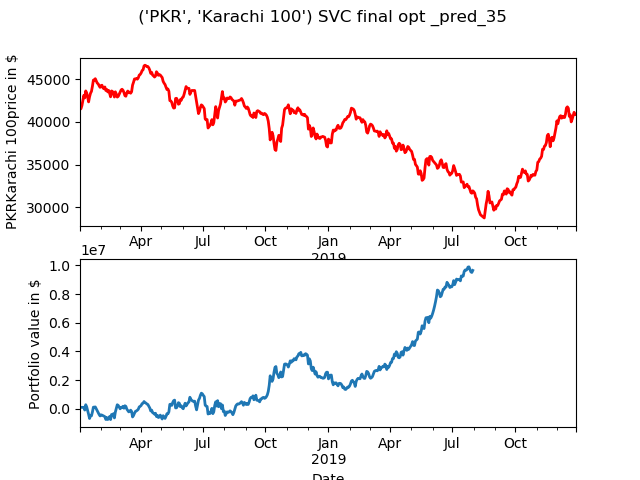 ('PKR', 'Karachi 100') SVC final opt _pred_35
PKRKarachi 100price in $
45000
40000
35000
30000
Apr Jul Oct Jan Apr Jul Oct
2019
1e7
Portfolio value in $
1.0
0.8
0.6
0.4
0.2
0.0
Apr Jul Oct Jan Apr Jul Oct
2019
Date